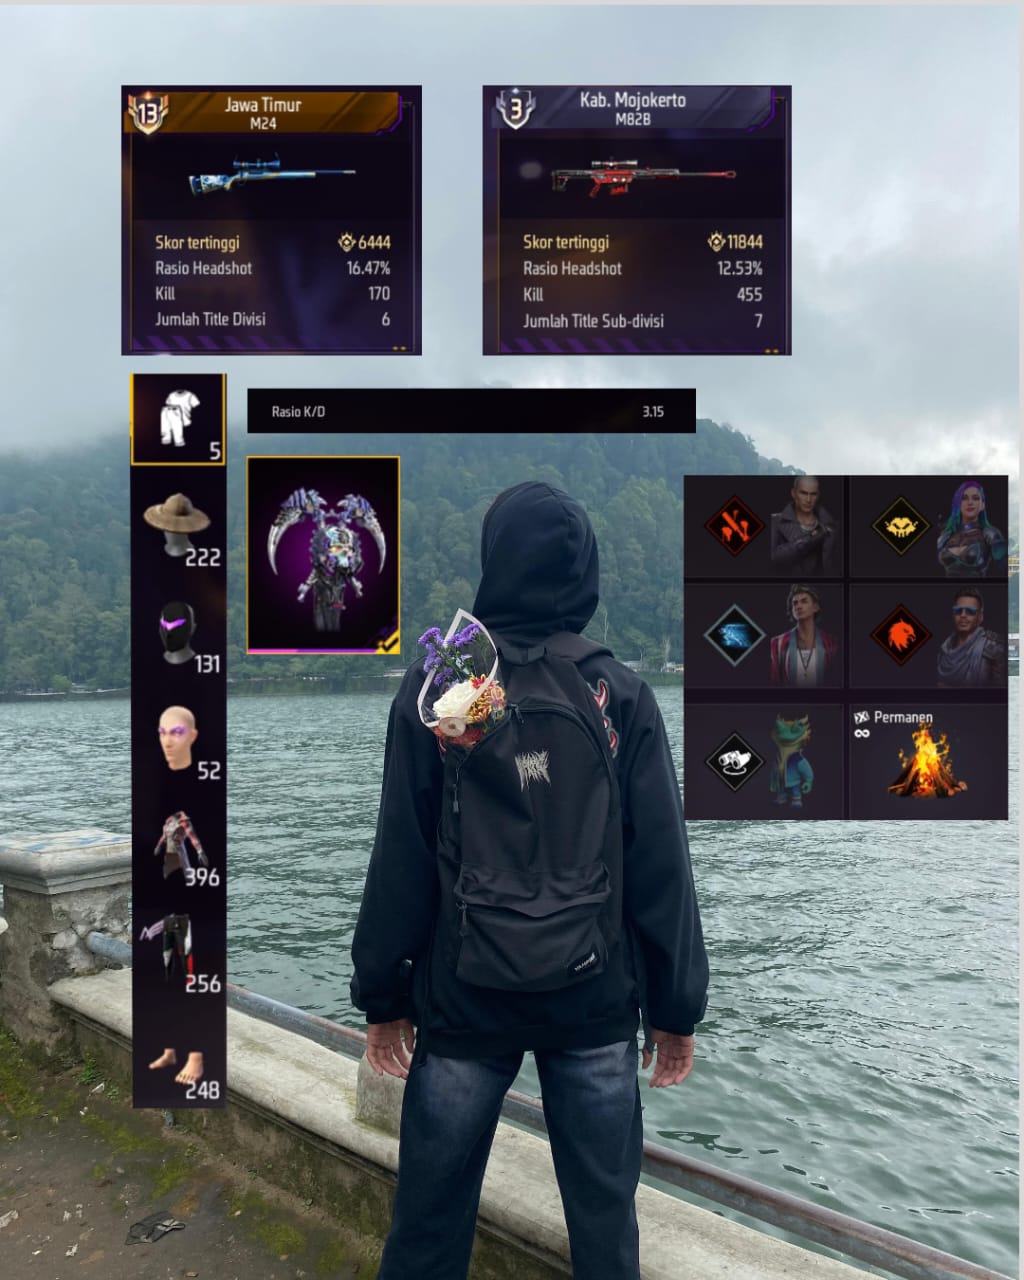 13
Jawa Timur
M24
Skor tertinggi 6444
Rasio Headshot 16.47%
Kill 170
Jumlah Title Divisi 6
3
Kab. Mojokerto
M82B
Skor tertinggi 11844
Rasio Headshot 12.53%
Kill 455
Jumlah Title Sub-divisi 7
5
222
131
52
396
256
248
Rasio K/D 3.15
Permanen
∞